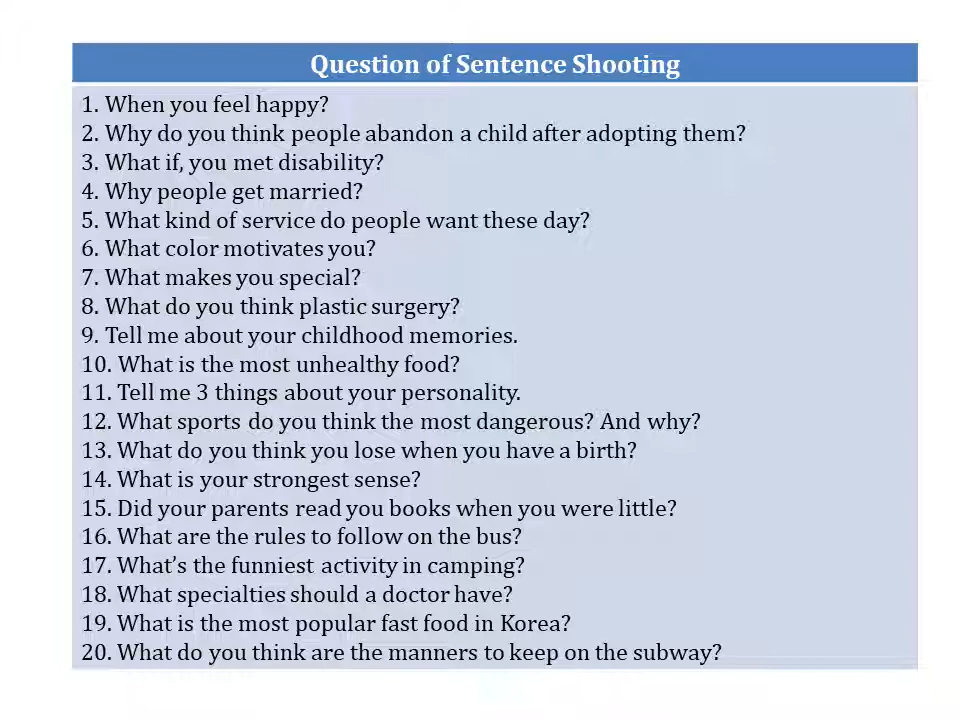 Question of Sentence Shooting
1. When you feel happy?
2. Why do you think people abandon a child after adopting them?
3. What if, you met disability?
4. Why people get married?
5. What kind of service do people want these day?
6. What color motivates you?
7. What makes you special?
8. What do you think plastic surgery?
9. Tell me about your childhood memories.
10. What is the most unhealthy food?
11. Tell me 3 things about your personality.
12. What sports do you think the most dangerous? And why?
13. What do you think you lose when you have a birth?
14. What is your strongest sense?
15. Did your parents read you books when you were little?
16. What are the rules to follow on the bus?
17. What’s the funniest activity in camping?
18. What specialties should a doctor have?
19. What is the most popular fast food in Korea?
20. What do you think are the manners to keep on the subway?